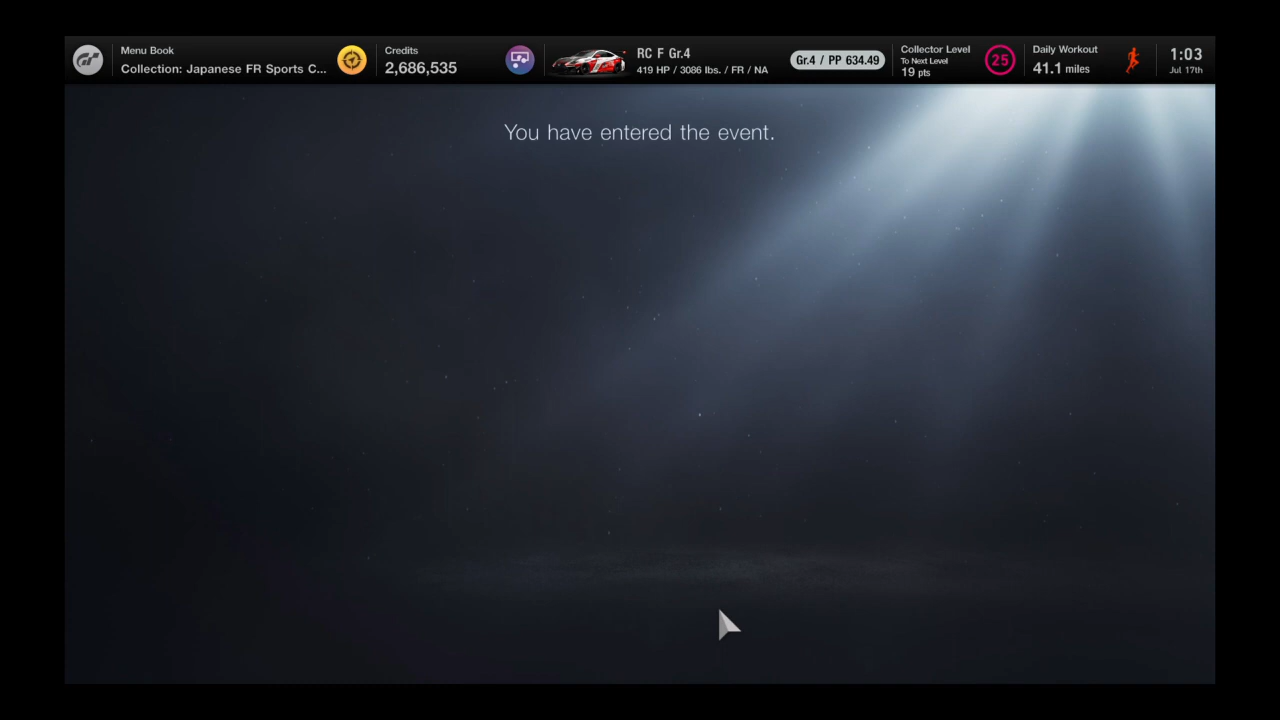 Menu Book
Collection: Japanese FR Sports C...
Credits
2,686,535
RC F Gr.4
419 HP / 3086 lbs. / FR / NA
Gr.4 / PP 634.49
Collector Level
To Next Level
19 pts
25
Daily Workout
41.1 miles
1:03
Jul 17th
You have entered the event.